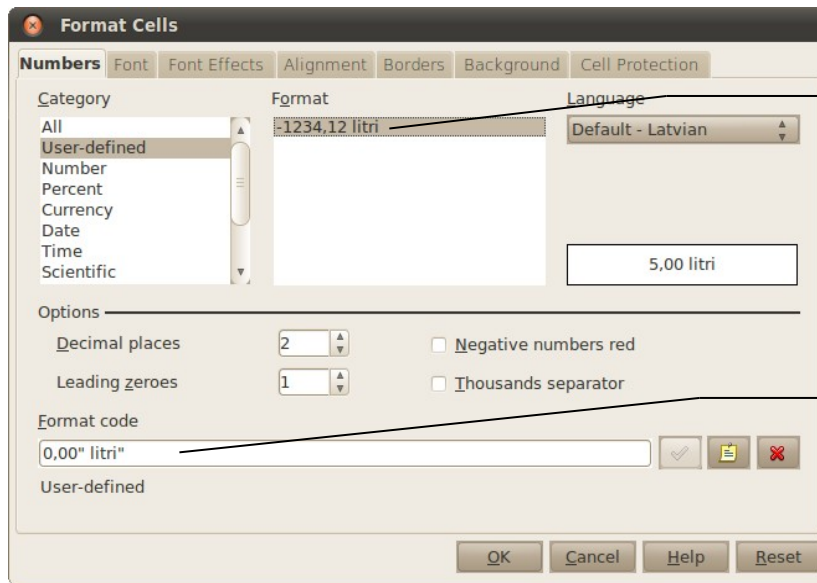 Format Cells
Numbers Font Font Effects Alignment Borders Background Cell Protection
Category
All
User-defined
Number
Percent
Currency
Date
Time
Scientific
Format
-1234,12 litri
Language
Default - Latvian
5,00 litri
Options
Decimal places 2
Negative numbers red
Leading zeroes 1
Thousands separator
Format code
0,00" litri"
User-defined
OK Cancel Help Reset